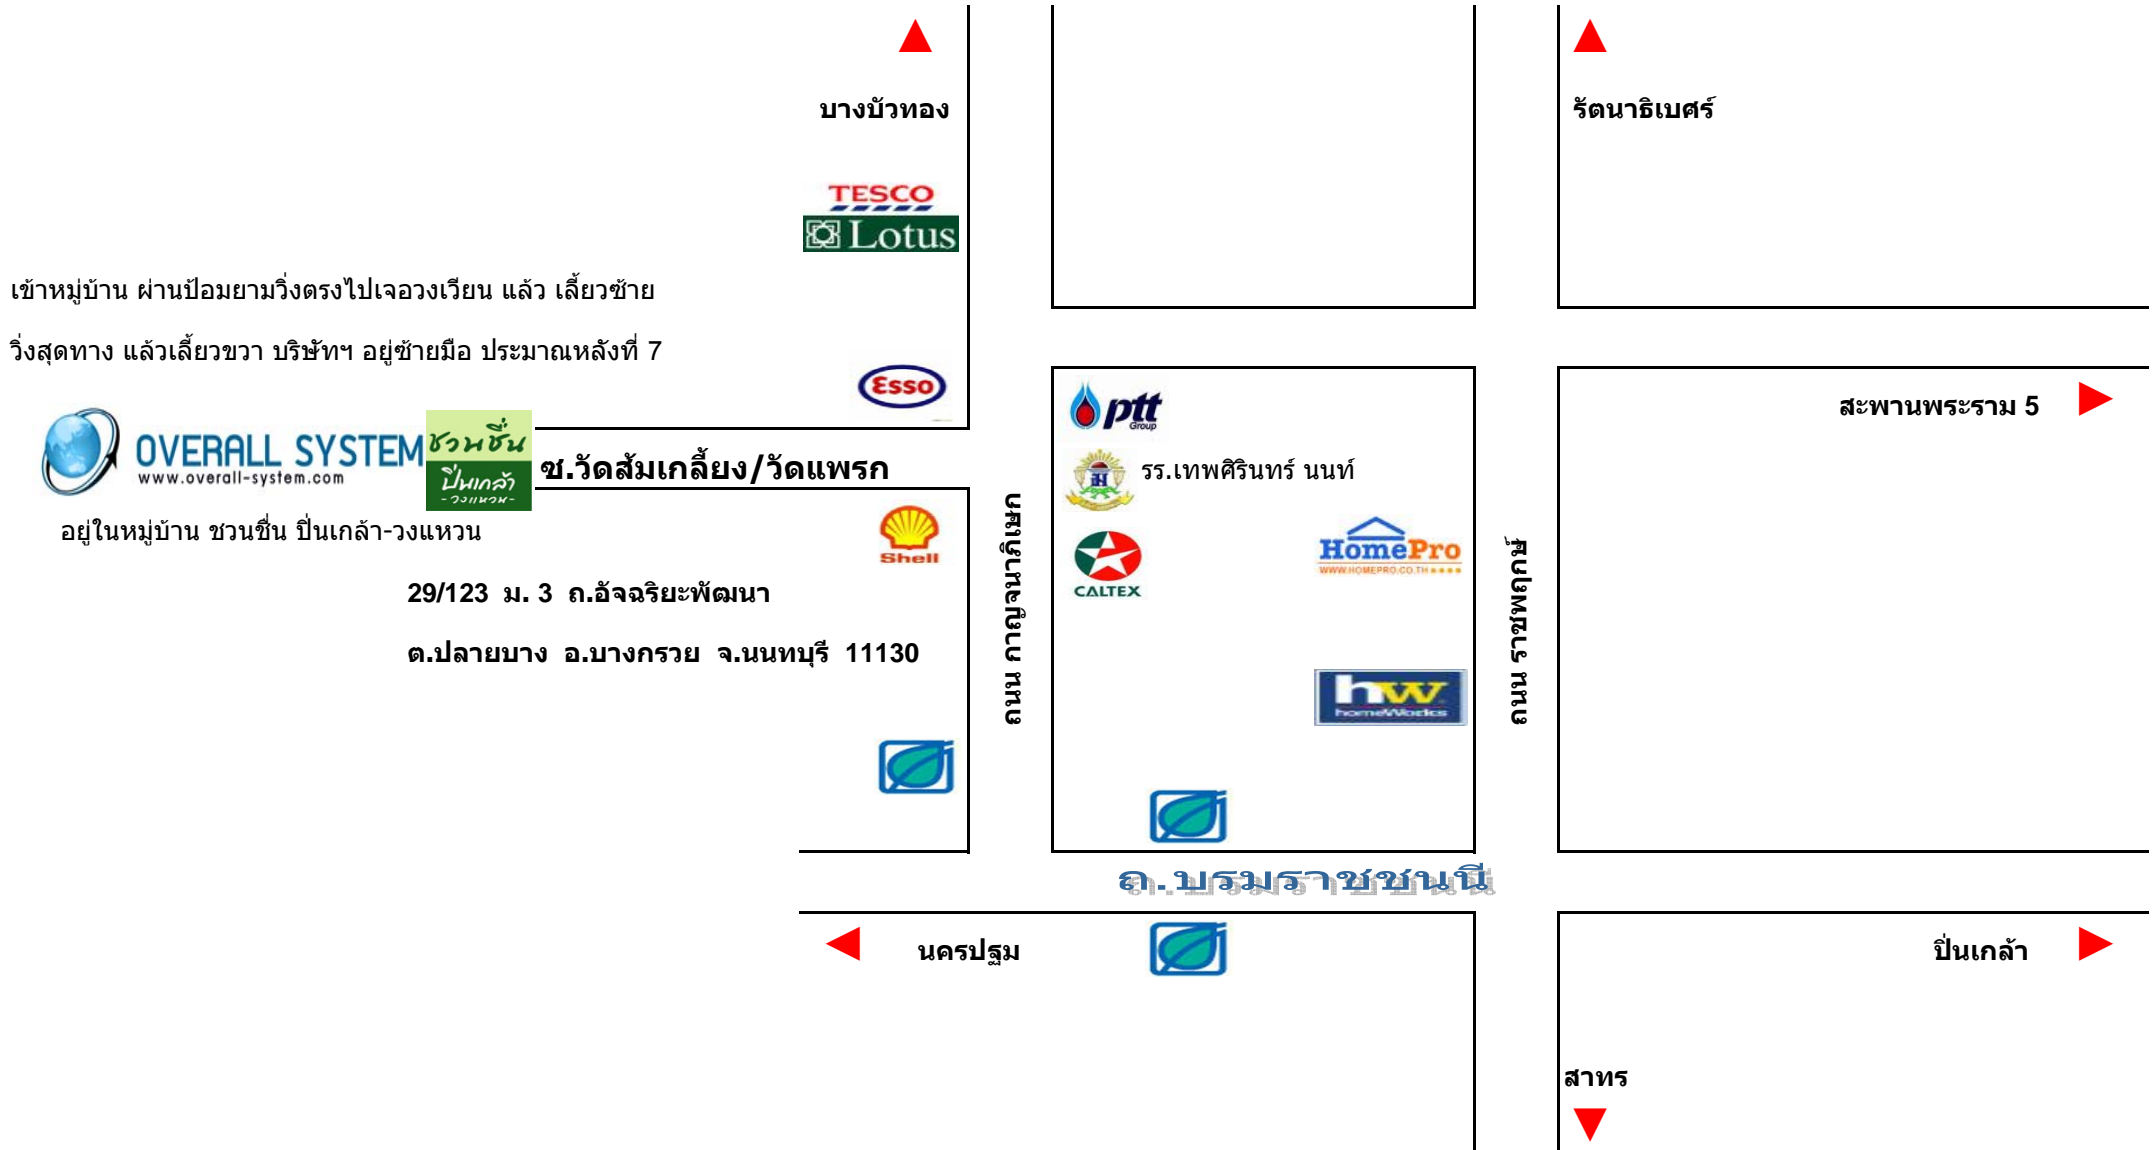 บางบัวทอง
รัตนาธิเบศร์
TESCO
Lotus
เข้าหมู่บ้าน ผ่านป้อมยามวิ่งตรงไปเจอวงเวียน แล้ว เลี้ยวซ้าย
วิ่งสุดทาง แล้วเลี้ยวขวา บริษัทฯ อยู่ซ้ายมือ ประมาณหลังที่ 7
Esso
ptt
Group
สะพานพระราม 5
OVERALL SYSTEM
www.overall-system.com
ชวนชื่น
ปิ่นเกล้า
-วงแหวน-
ซ.วัดส้มเกลี้ยง/วัดแพรก
รร.เทพศิรินทร์ นนท์
อยู่ในหมู่บ้าน ชวนชื่น ปิ่นเกล้า-วงแหวน
Shell
CALTEX
HomePro
WWW.HOMEPRO.CO.TH
29/123 ม. 3 ถ.อัจฉริยะพัฒนา
ต.ปลายบาง อ.บางกรวย จ.นนทบุรี 11130
ถนน กาญจนาภิเษก
ถนน ราชพฤกษ์
hw
homeWorks
ถ.บรมราชชนนี
นครปฐม
ปิ่นเกล้า
สาทร